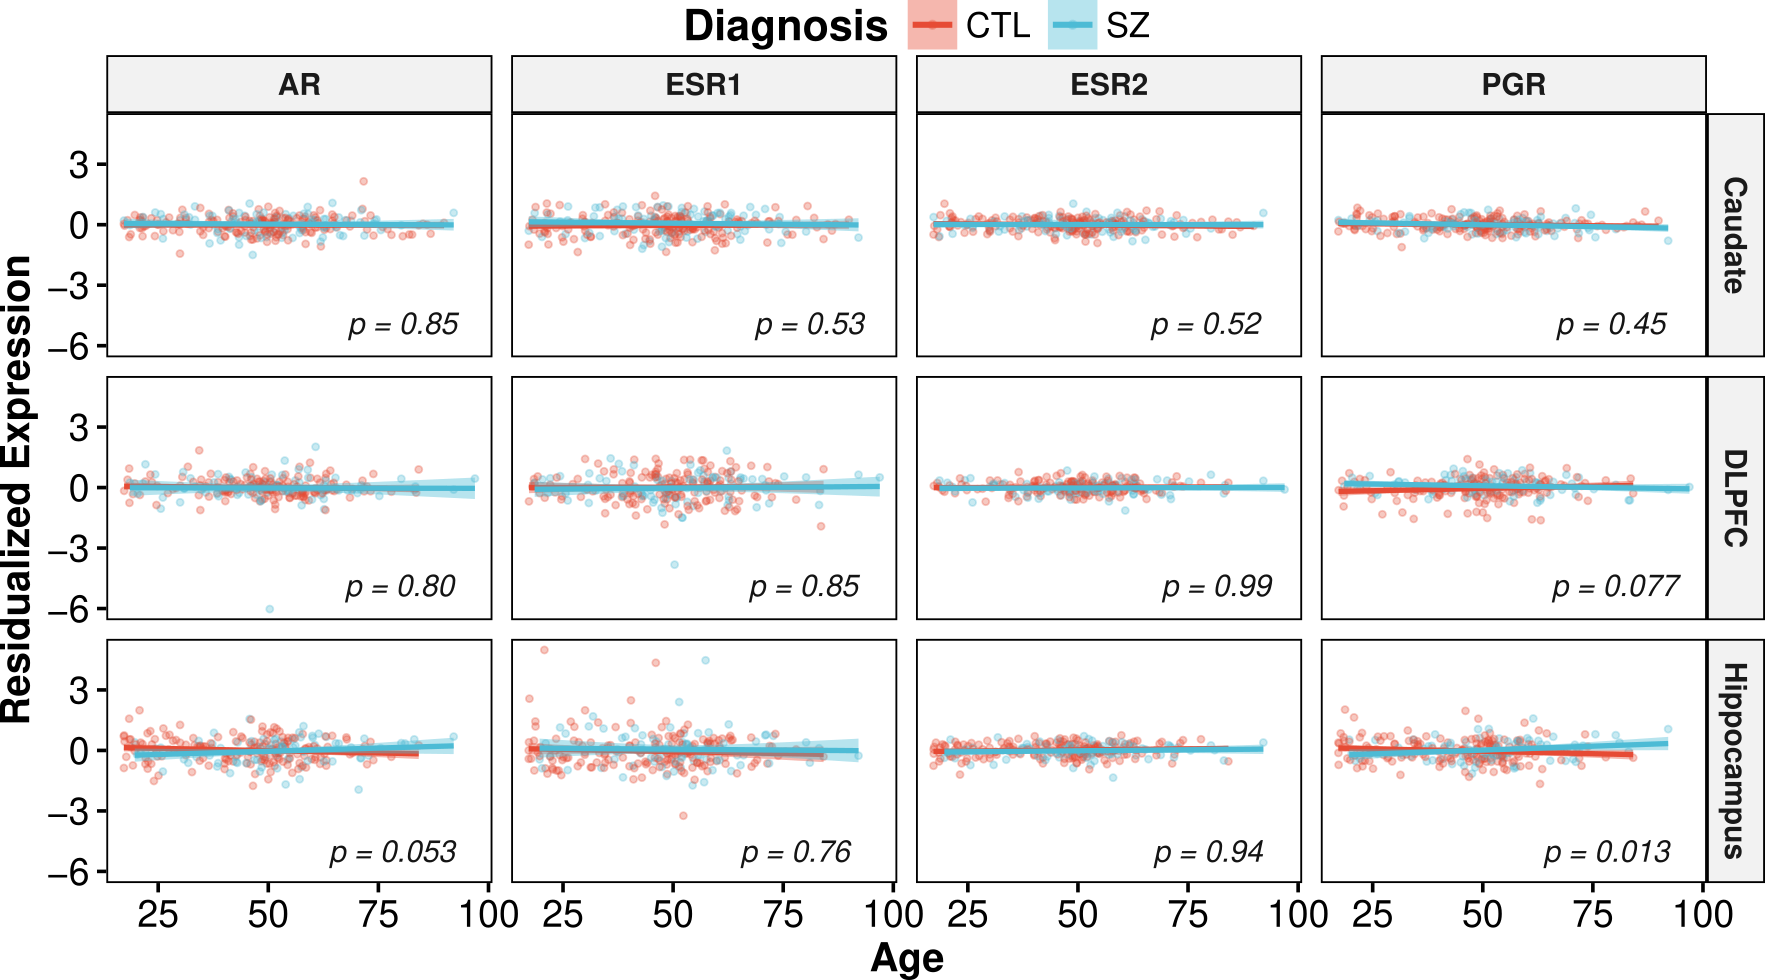 Diagnosis CTL SZ
AR ESR1 ESR2 PGR
Residualized Expression
3
0
−3
−6
p = 0.85 p = 0.53 p = 0.52 p = 0.45
Caudate
3
0
−3
−6
p = 0.80 p = 0.85 p = 0.99 p = 0.077
DLPFC
3
0
−3
−6
p = 0.053 p = 0.76 p = 0.94 p = 0.013
Hippocampus
25 50 75 100 25 50 75 100 25 50 75 100 25 50 75 100
Age